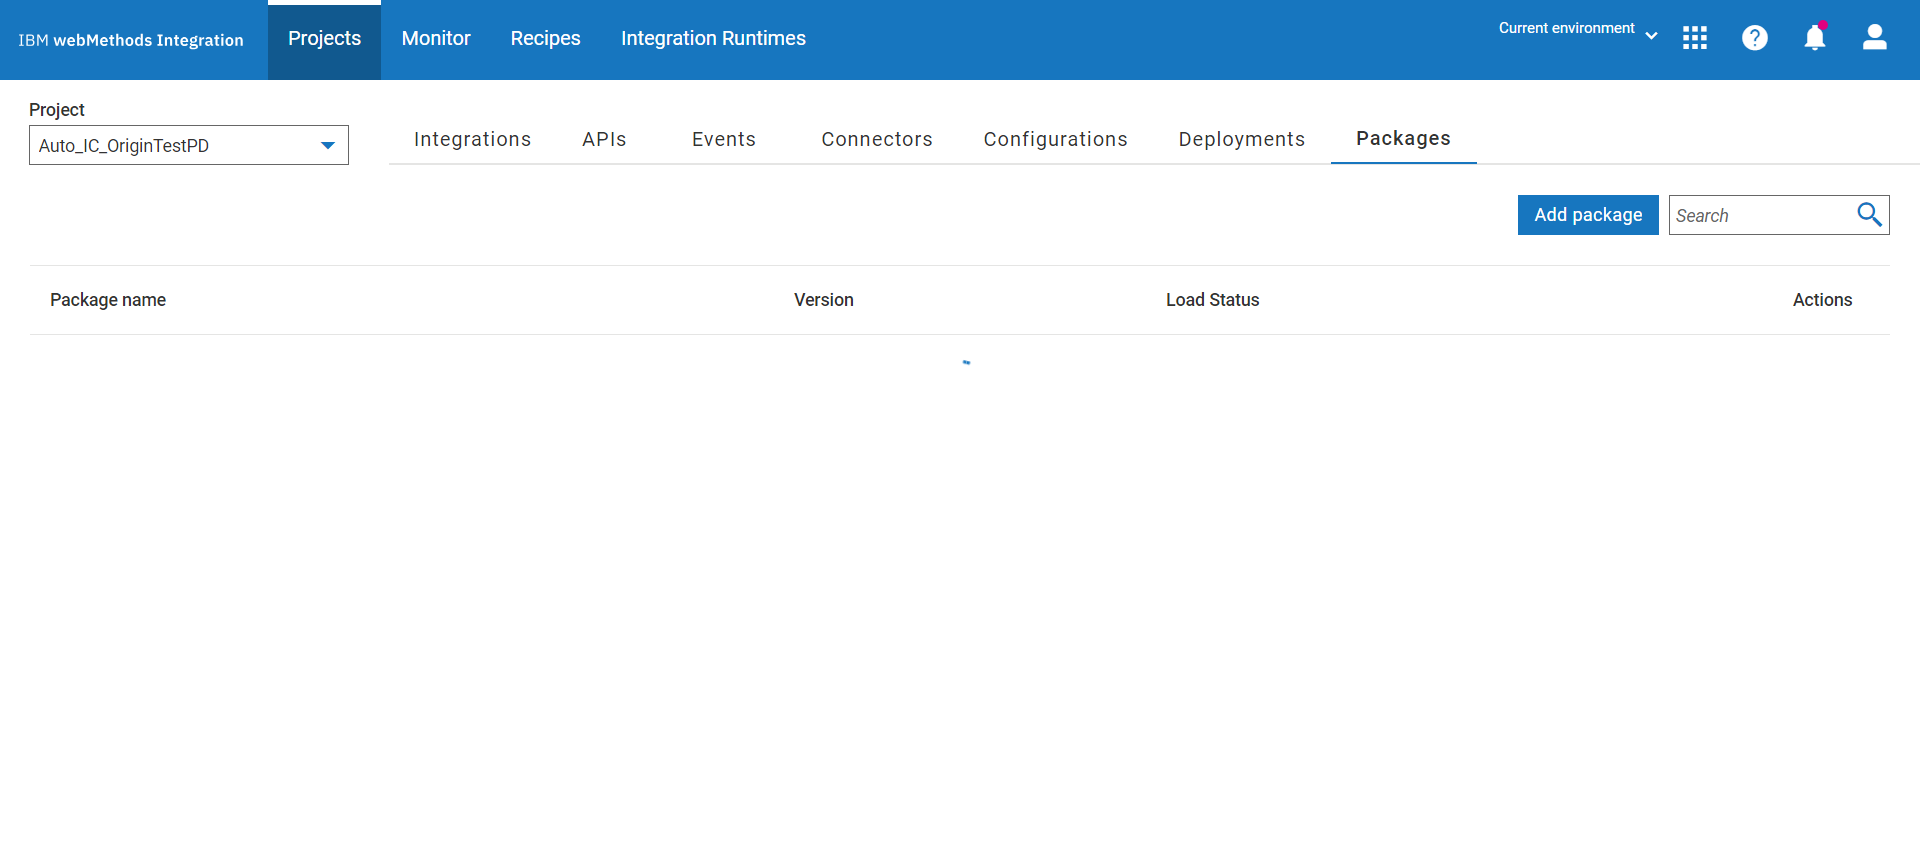 IBM webMethods Integration
Projects
Monitor
Recipes
Integration Runtimes
Current environment
Project
Auto_IC_OriginTestPD
Integrations
APIs
Events
Connectors
Configurations
Deployments
Packages
Add package
Search
Package name
Version
Load Status
Actions